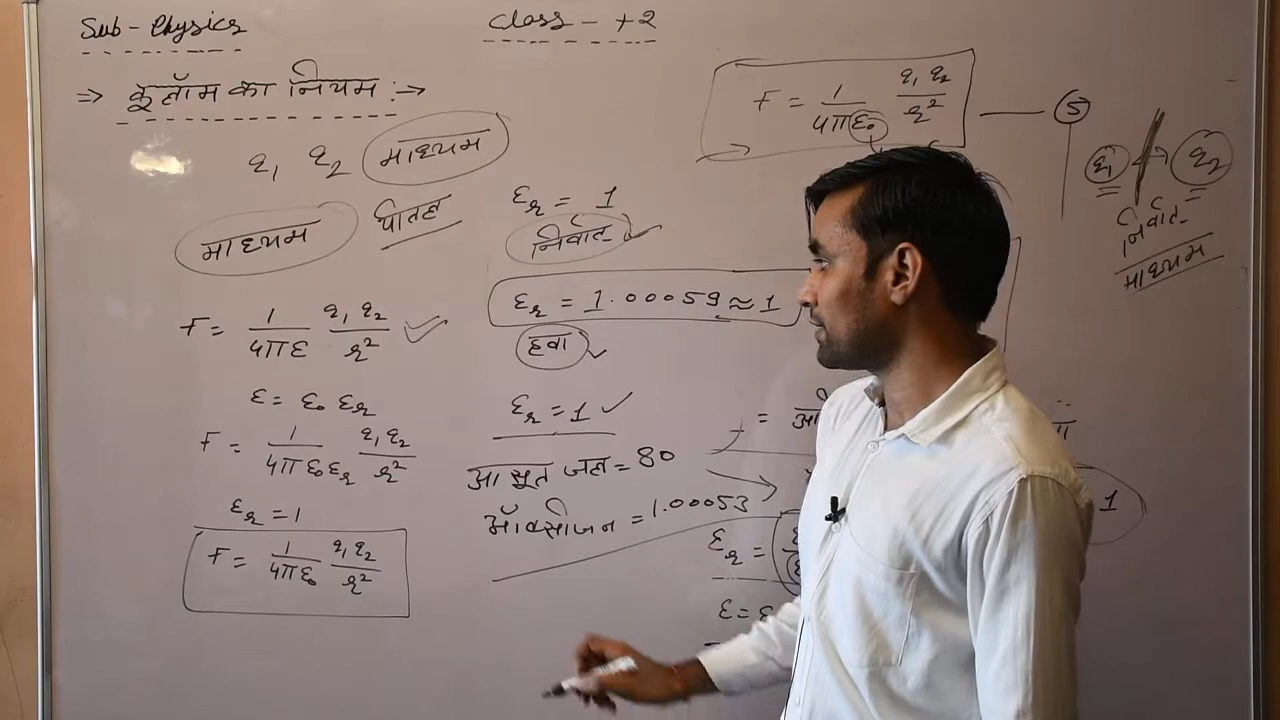 Sub - Physics
Class - +2
⇒ कूलॉम का नियम :→
q₁ q₂ माध्यम
माध्यम पीतल
F = 1/4πε q₁q₂/r² ✓
ε = ε₀ εr
F = 1/4πε₀εr q₁q₂/r²
εr = 1
F = 1/4πε₀ q₁q₂/r²
εr = 1
निर्वात ✓
εr = 1.00059 ≈ 1
हवा ✓
εr = 1 ✓
आसूत जल = 80
ऑक्सीजन = 1.00053
F = 1/4πε₀ q₁q₂/r² — 5
q₁ q₂
निर्वात
माध्यम
=
1
εr =
ε = ε